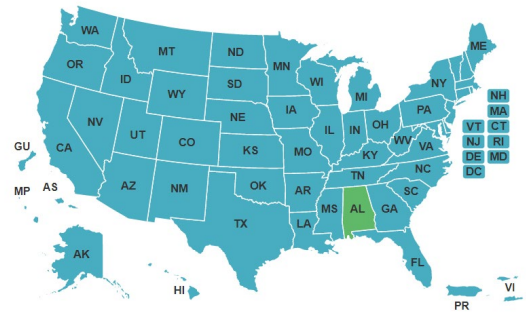 WA
ME
MT
ND
OR
MN
ID
SD
WI
NY
WY
MI
NH
IA
PA
MA
NE
NV
OH
IL
IN
VT
CT
UT
WV
NJ
RI
GU
CA
CO
VA
KS
MO
KY
DE
MD
NC
DC
TN
MP
AS
AZ
OK
NM
AR
SC
MS
AL
GA
TX
LA
AK
FL
HI
VI
PR